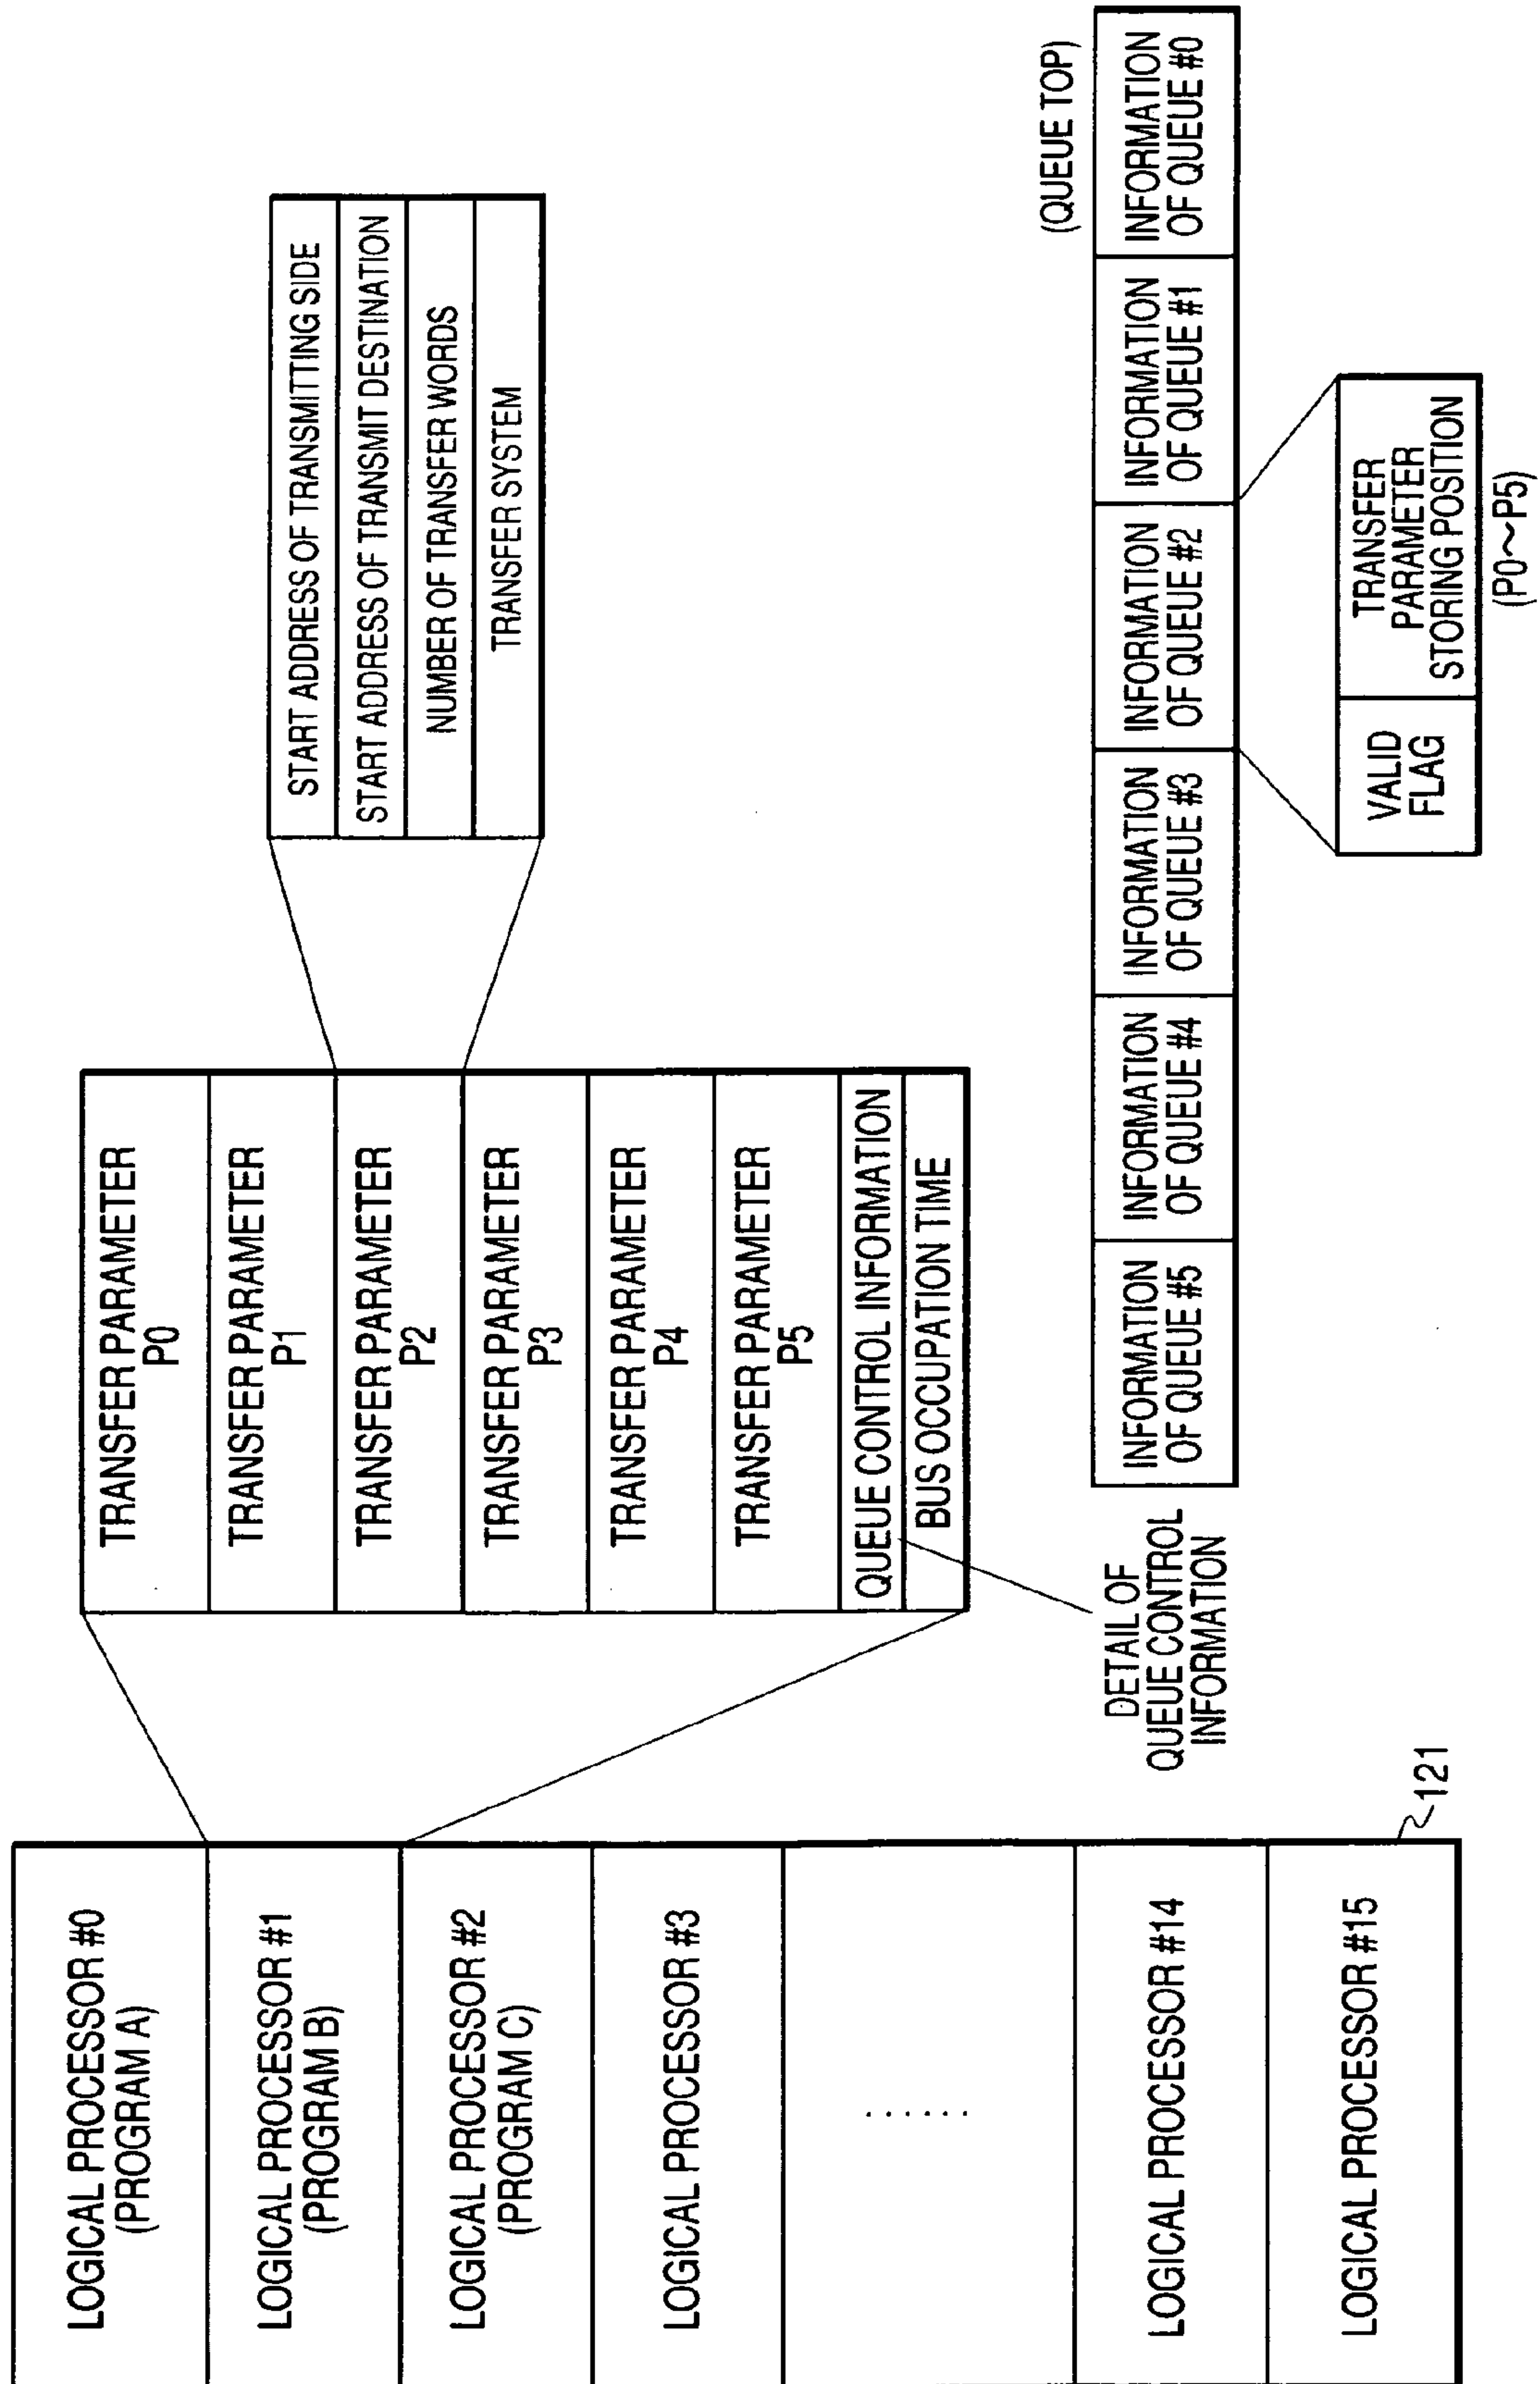 LOGICAL PROCESSOR #0
(PROGRAM A)
LOGICAL PROCESSOR #1
(PROGRAM B)
LOGICAL PROCESSOR #2
(PROGRAM C)
LOGICAL PROCESSOR #3
......
LOGICAL PROCESSOR #14
LOGICAL PROCESSOR #15
121
TRANSFER PARAMETER
P0
TRANSFER PARAMETER
P1
TRANSFER PARAMETER
P2
TRANSFER PARAMETER
P3
TRANSFER PARAMETER
P4
TRANSFER PARAMETER
P5
QUEUE CONTROL INFORMATION
BUS OCCUPATION TIME
START ADDRESS OF TRANSMITTING SIDE
START ADDRESS OF TRANSMIT DESTINATION
NUMBER OF TRANSFER WORDS
TRANSFER SYSTEM
DETAIL OF
QUEUE CONTROL
INFORMATION
(QUEUE TOP)
INFORMATION
OF QUEUE #5
INFORMATION
OF QUEUE #4
INFORMATION
OF QUEUE #3
INFORMATION
OF QUEUE #2
INFORMATION
OF QUEUE #1
INFORMATION
OF QUEUE #0
VALID
FLAG
TRANSFER
PARAMETER
STORING POSITION
(P0~P5)